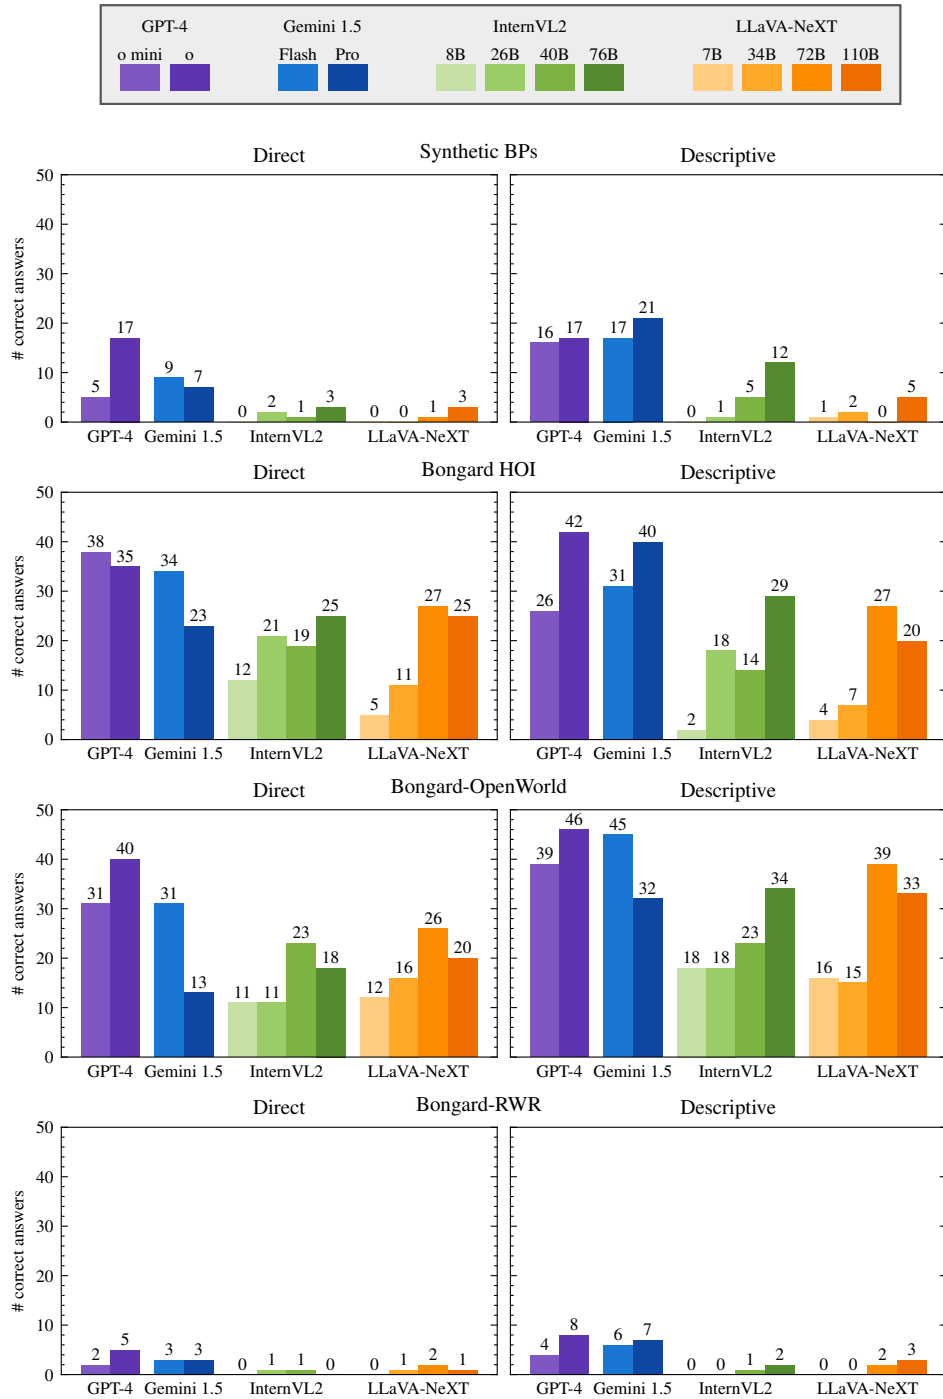 GPT-4 Gemini 1.5 InternVL2 LLaVA-NeXT
o mini o Flash Pro 8B 26B 40B 76B 7B 34B 72B 110B
Synthetic BPs
Direct Descriptive
# correct answers
50
40
30
20
10
0
5 17 9 7 0 2 1 3 0 0 1 3
16 17 17 21 0 1 5 12 1 2 0 5
GPT-4 Gemini 1.5 InternVL2 LLaVA-NeXT GPT-4 Gemini 1.5 InternVL2 LLaVA-NeXT
Bongard HOI
Direct Descriptive
# correct answers
50
40
30
20
10
0
38 35 34 23 12 21 19 25 5 11 27 25
26 42 31 40 2 18 14 29 4 7 27 20
GPT-4 Gemini 1.5 InternVL2 LLaVA-NeXT GPT-4 Gemini 1.5 InternVL2 LLaVA-NeXT
Bongard-OpenWorld
Direct Descriptive
# correct answers
50
40
30
20
10
0
31 40 31 13 11 11 23 18 12 16 26 20
39 46 45 32 18 18 23 34 16 15 39 33
GPT-4 Gemini 1.5 InternVL2 LLaVA-NeXT GPT-4 Gemini 1.5 InternVL2 LLaVA-NeXT
Bongard-RWR
Direct Descriptive
# correct answers
50
40
30
20
10
0
2 5 3 3 0 1 1 0 0 1 2 1
4 8 6 7 0 0 1 2 0 0 2 3
GPT-4 Gemini 1.5 InternVL2 LLaVA-NeXT GPT-4 Gemini 1.5 InternVL2 LLaVA-NeXT